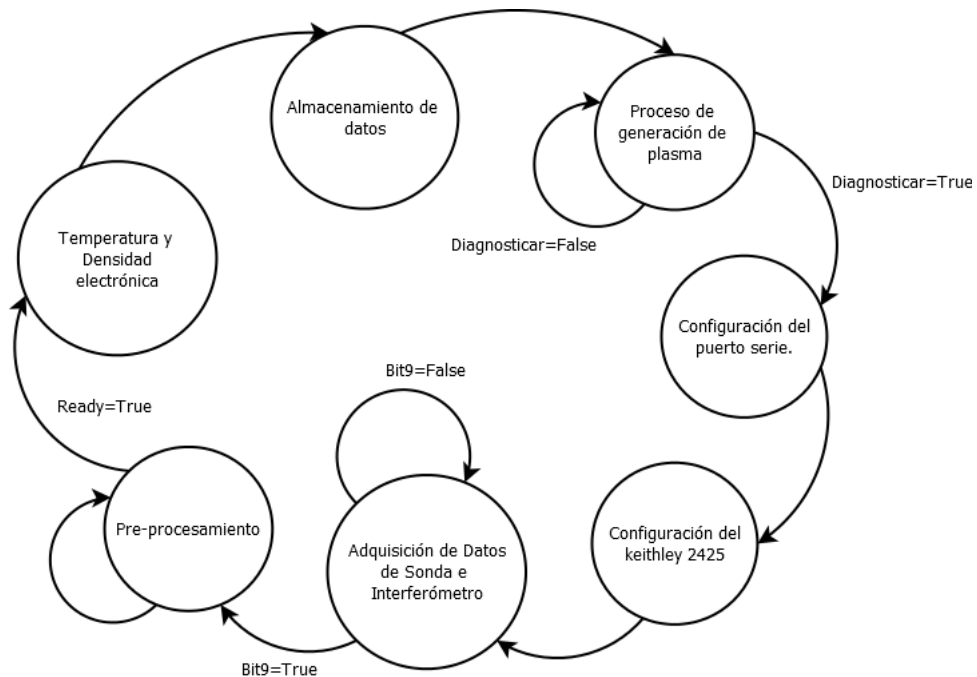 Almacenamiento de
datos
Proceso de
generación de
plasma
Diagnosticar=True
Diagnosticar=False
Temperatura y
Densidad
electrónica
Configuración del
puerto serie.
Bit9=False
Ready=True
Pre-procesamiento
Adquisición de Datos
de Sonda e
Interferómetro
Configuración del
keithley 2425
Bit9=True